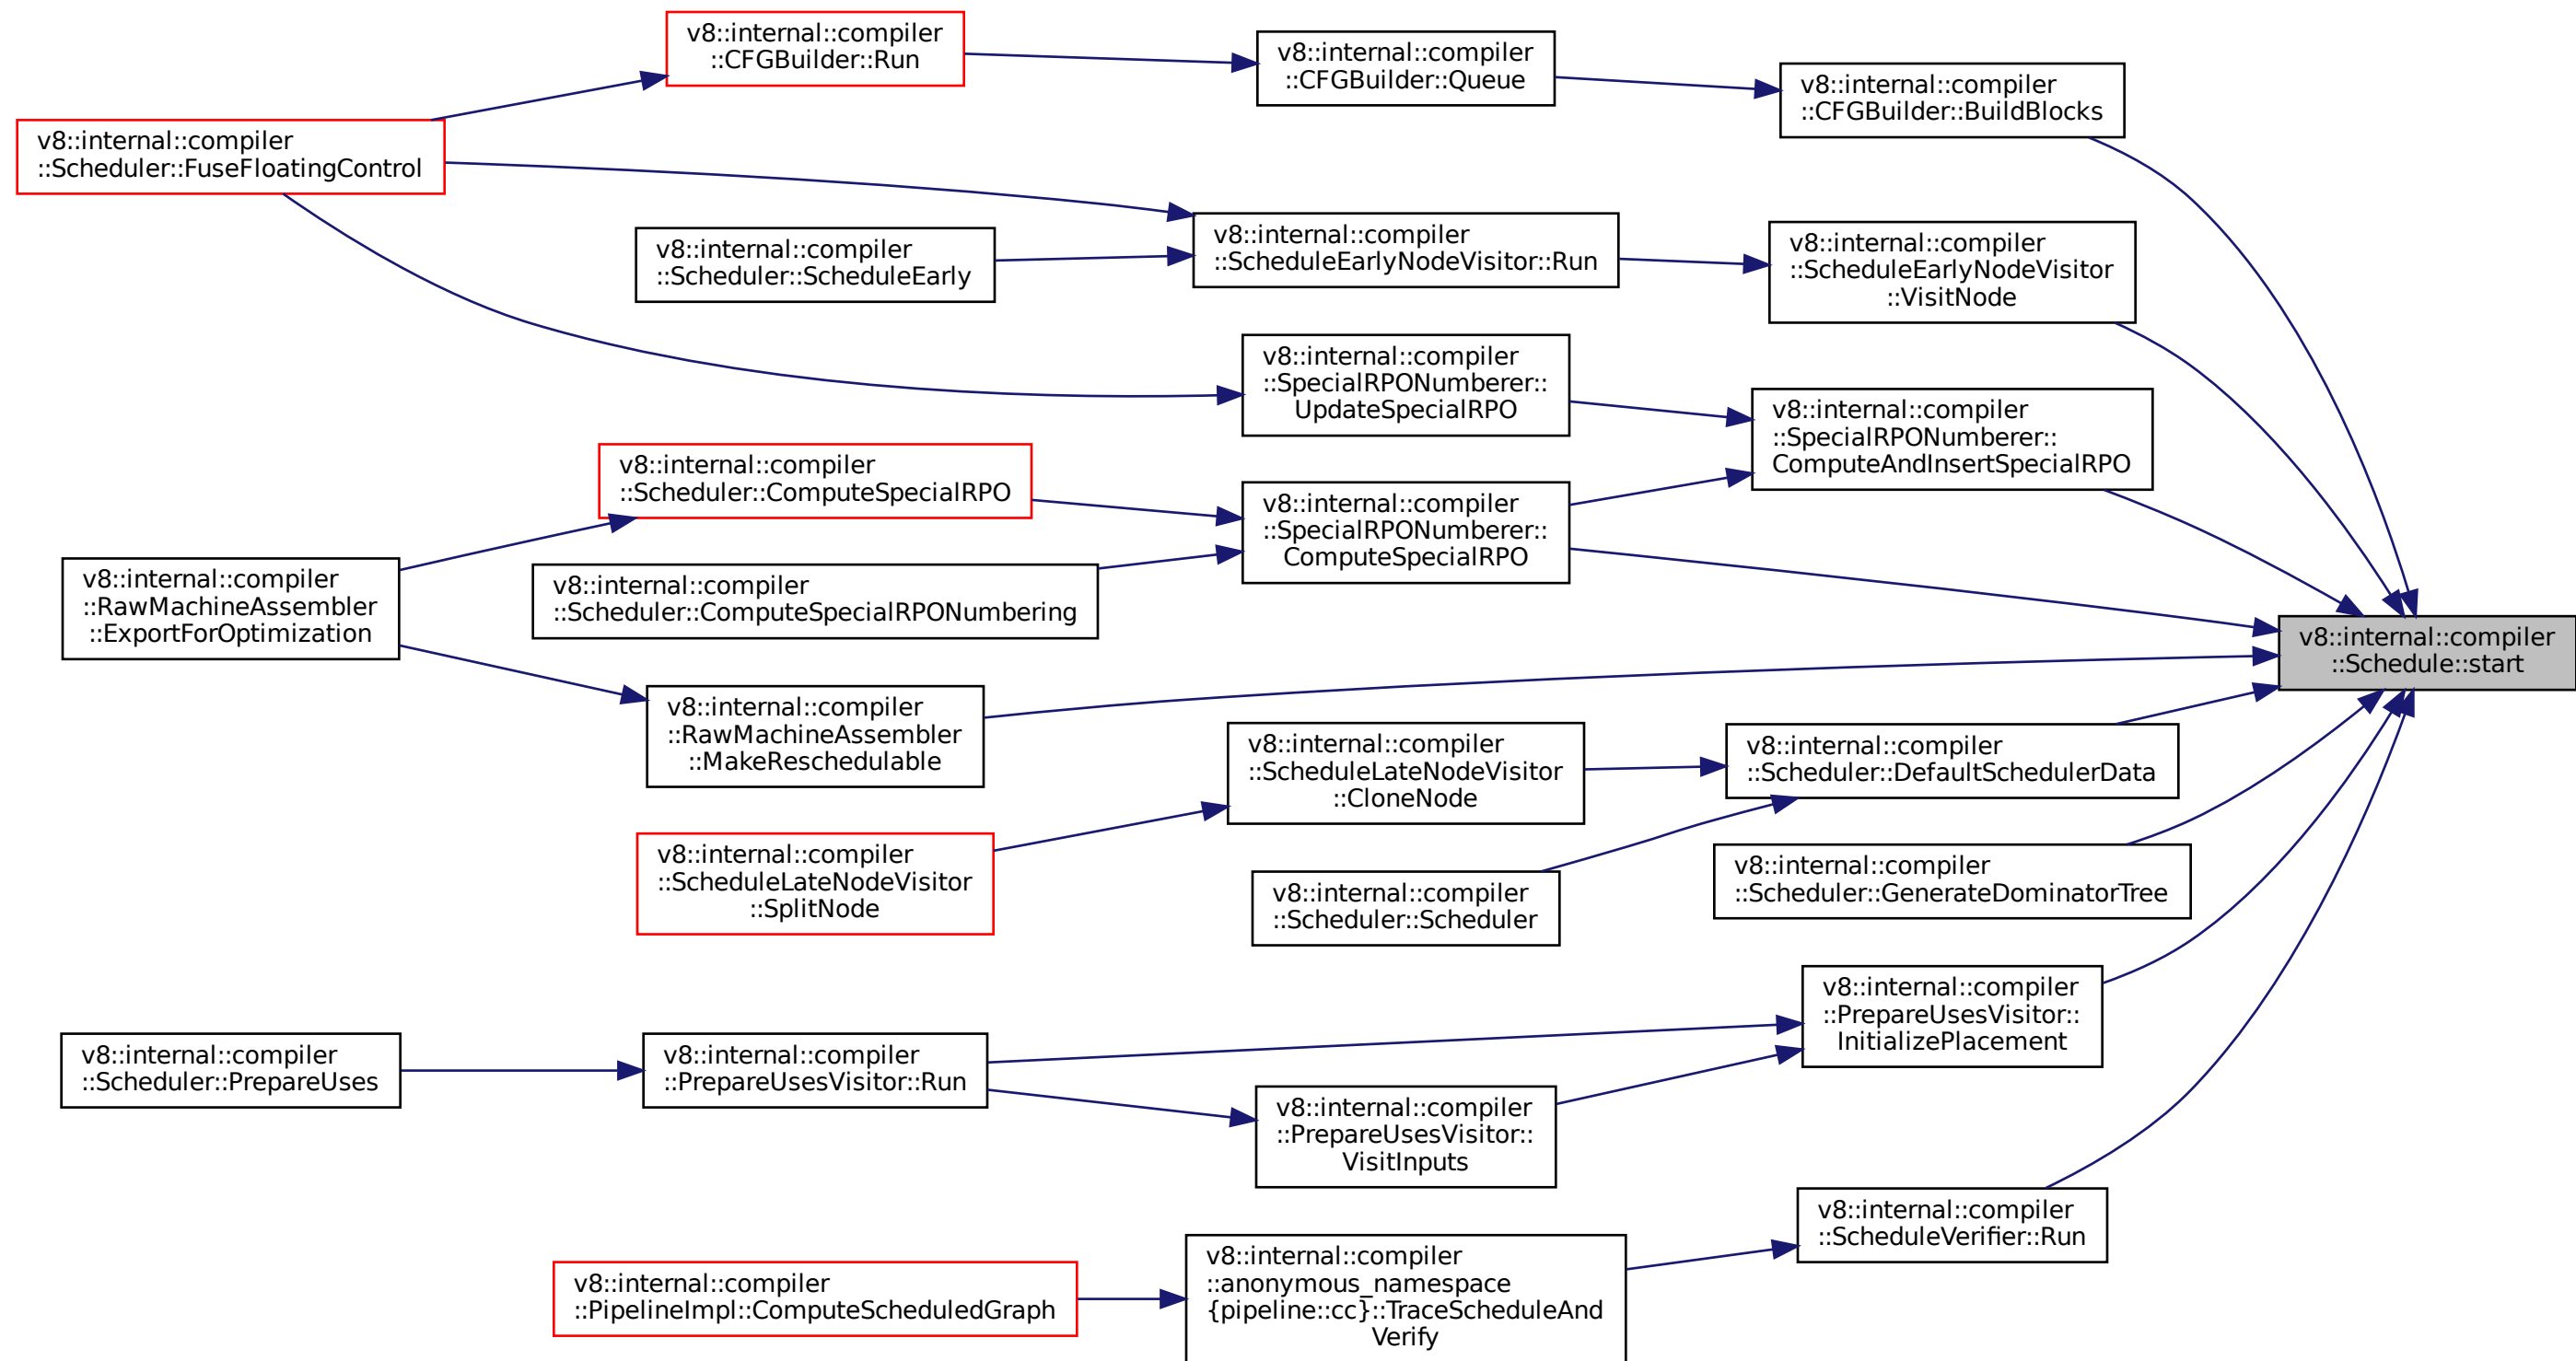 v8::internal::compiler
::CFGBuilder::Run
v8::internal::compiler
::CFGBuilder::Queue
v8::internal::compiler
::CFGBuilder::BuildBlocks
v8::internal::compiler
::Scheduler::FuseFloatingControl
v8::internal::compiler
::Scheduler::ScheduleEarly
v8::internal::compiler
::ScheduleEarlyNodeVisitor::Run
v8::internal::compiler
::ScheduleEarlyNodeVisitor
::VisitNode
v8::internal::compiler
::SpecialRPONumberer::
UpdateSpecialRPO
v8::internal::compiler
::SpecialRPONumberer::
ComputeAndInsertSpecialRPO
v8::internal::compiler
::Scheduler::ComputeSpecialRPO
v8::internal::compiler
::SpecialRPONumberer::
ComputeSpecialRPO
v8::internal::compiler
::RawMachineAssembler
::ExportForOptimization
v8::internal::compiler
::Scheduler::ComputeSpecialRPONumbering
v8::internal::compiler
::Schedule::start
v8::internal::compiler
::RawMachineAssembler
::MakeReschedulable
v8::internal::compiler
::ScheduleLateNodeVisitor
::CloneNode
v8::internal::compiler
::Scheduler::DefaultSchedulerData
v8::internal::compiler
::ScheduleLateNodeVisitor
::SplitNode
v8::internal::compiler
::Scheduler::Scheduler
v8::internal::compiler
::Scheduler::GenerateDominatorTree
v8::internal::compiler
::PrepareUsesVisitor::
InitializePlacement
v8::internal::compiler
::Scheduler::PrepareUses
v8::internal::compiler
::PrepareUsesVisitor::Run
v8::internal::compiler
::PrepareUsesVisitor::
VisitInputs
v8::internal::compiler
::ScheduleVerifier::Run
v8::internal::compiler
::PipelineImpl::ComputeScheduledGraph
v8::internal::compiler
::anonymous_namespace
{pipeline::cc}::TraceScheduleAnd
Verify